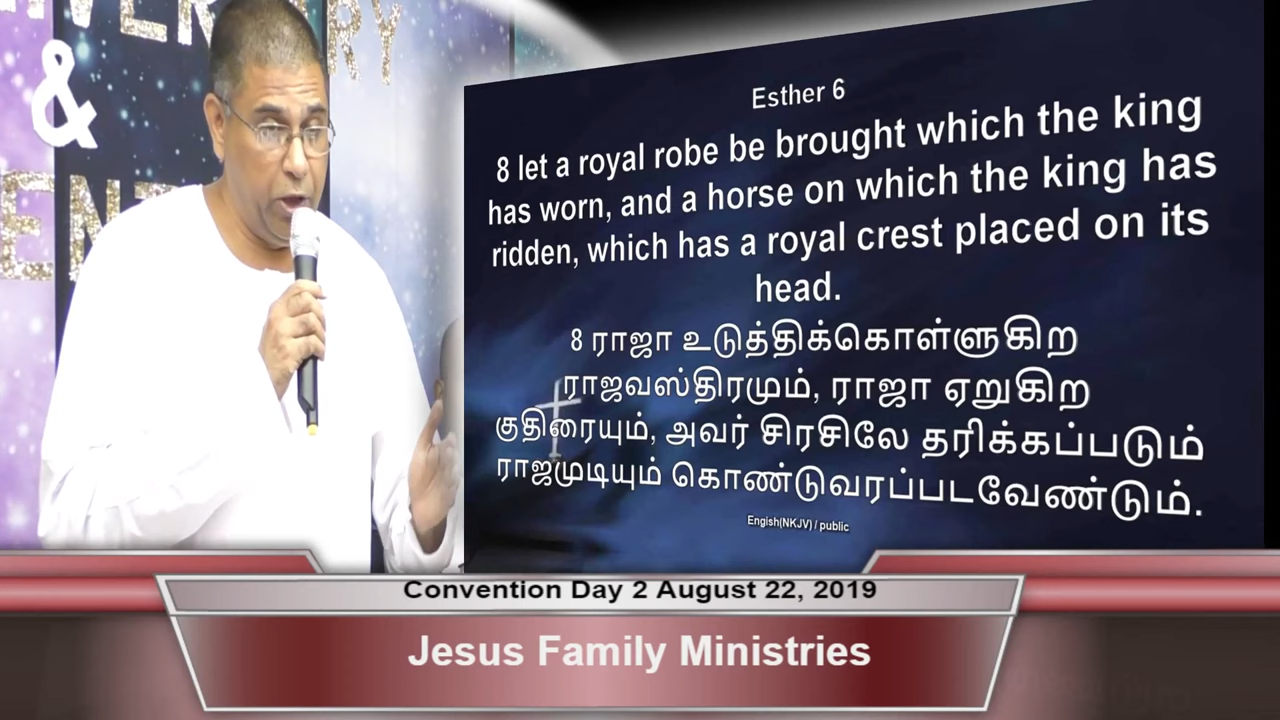 &
Esther 6
8 let a royal robe be brought which the king
has worn, and a horse on which the king has
ridden, which has a royal crest placed on its
head.
8 ராஜா உடுத்திக்கொள்ளுகிற
ராஜவஸ்திரமும், ராஜா ஏறுகிற
குதிரையும், அவர் சிரசிலே தரிக்கப்படும்
ராஜமுடியும் கொண்டுவரப்படவேண்டும்.
Engish(NKJV) / public
Convention Day 2 August 22, 2019
Jesus Family Ministries